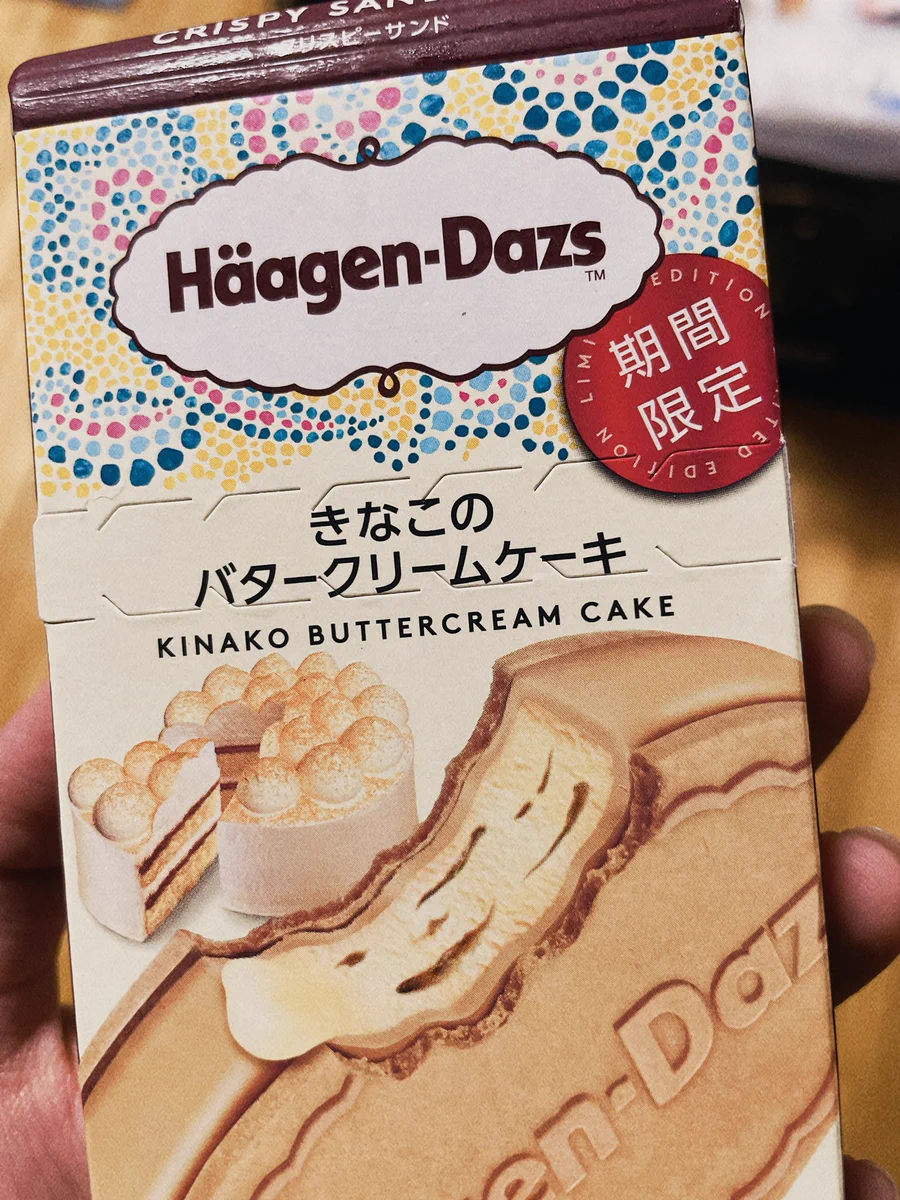 CRISPY SAN
クリスピーサンド
Häagen-Dazs
TM
LIMITED EDITION
期間
限定
LIMITED EDITION
きなこの
バタークリームケーキ
KINAKO BUTTERCREAM CAKE
en-Daz